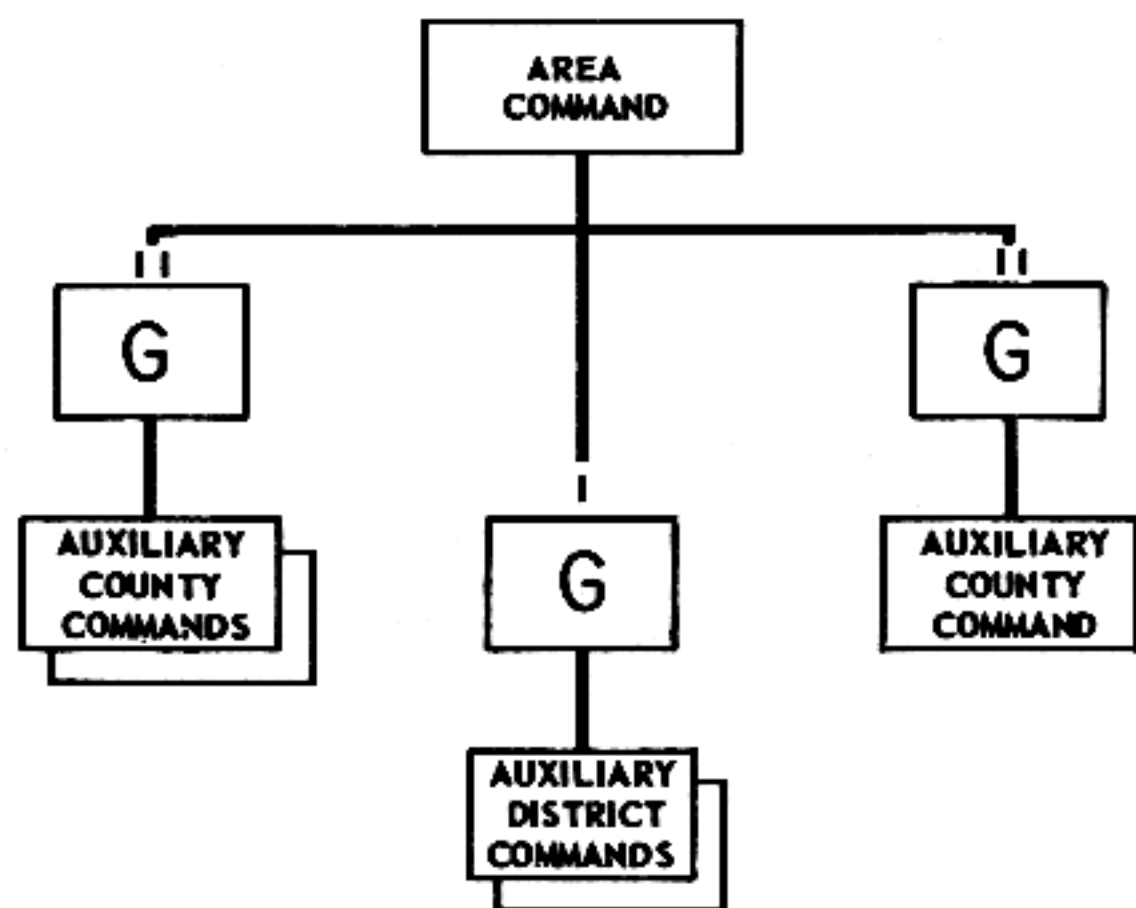 AREA
COMMAND
G
G
AUXILIARY
COUNTY
COMMANDS
G
AUXILIARY
COUNTY
COMMAND
AUXILIARY
DISTRICT
COMMANDS